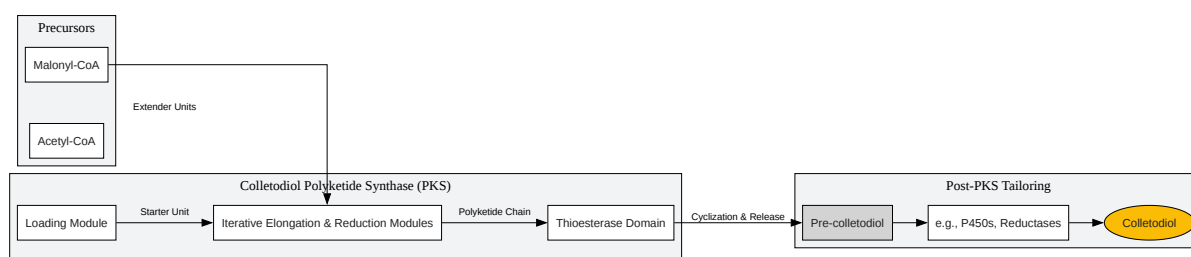 Precursors
Malonyl-CoA
Extender Units
Acetyl-CoA
Colletodiol Polyketide Synthase (PKS)
Post-PKS Tailoring
Loading Module
Starter Unit
Iterative Elongation & Reduction Modules
Polyketide Chain
Thioesterase Domain
Cyclization & Release
Pre-colletodiol
e.g., P450s, Reductases
Colletodiol